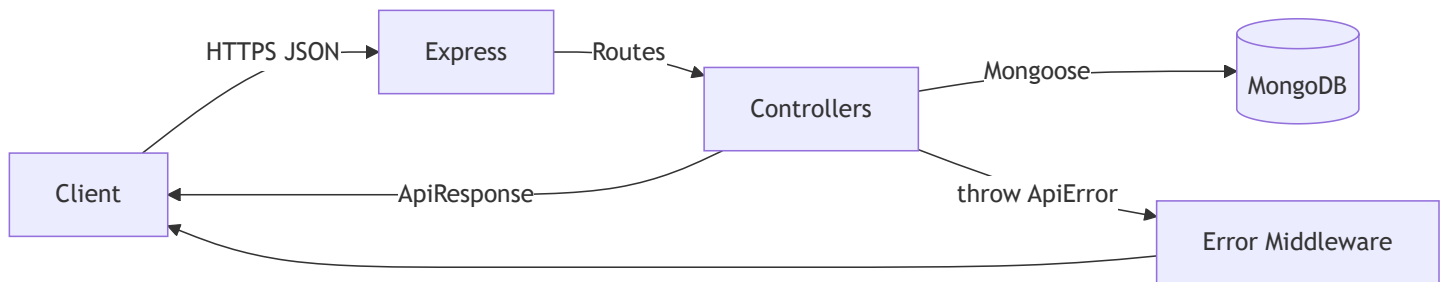 HTTPS JSON
Express
Routes
Controllers
Mongoose
MongoDB
Client
ApiResponse
throw ApiError
Error Middleware